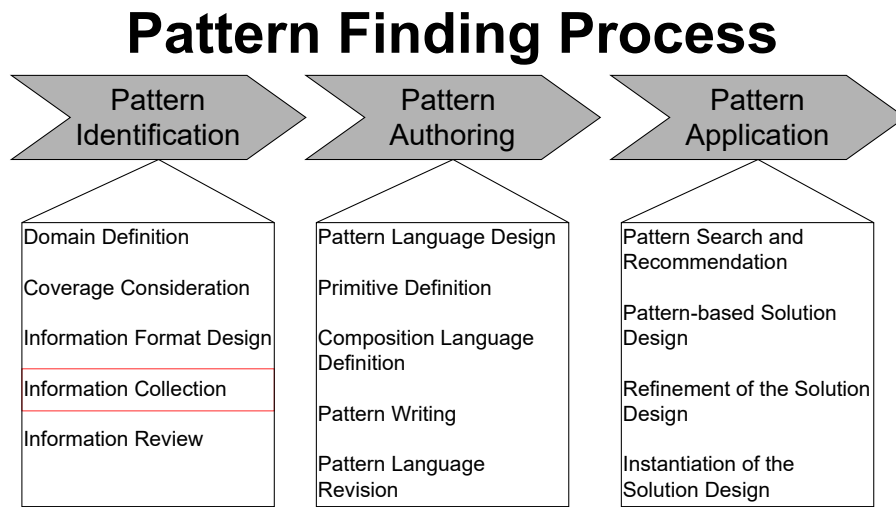 Pattern Finding Process
Pattern
Identification
Pattern
Authoring
Pattern
Application
Domain Definition
Coverage Consideration
Information Format Design
Information Collection
Information Review
Pattern Language Design
Primitive Definition
Composition Language
Definition
Pattern Writing
Pattern Language
Revision
Pattern Search and
Recommendation
Pattern-based Solution
Design
Refinement of the Solution
Design
Instantiation of the
Solution Design